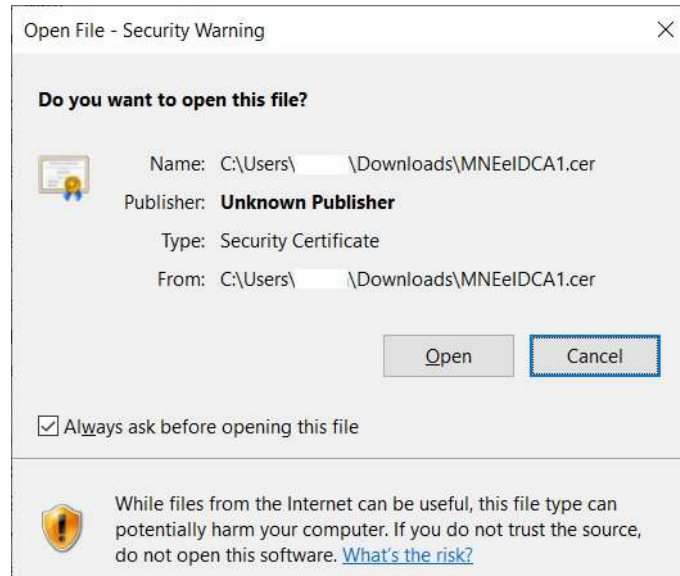 Open File - Security Warning
Do you want to open this file?
Name: C:\Users\ \Downloads\MNEeIDCA1.cer
Publisher: Unknown Publisher
Type: Security Certificate
From: C:\Users\ \Downloads\MNEeIDCA1.cer
Open Cancel
Always ask before opening this file
While files from the Internet can be useful, this file type can
potentially harm your computer. If you do not trust the source,
do not open this software. What's the risk?